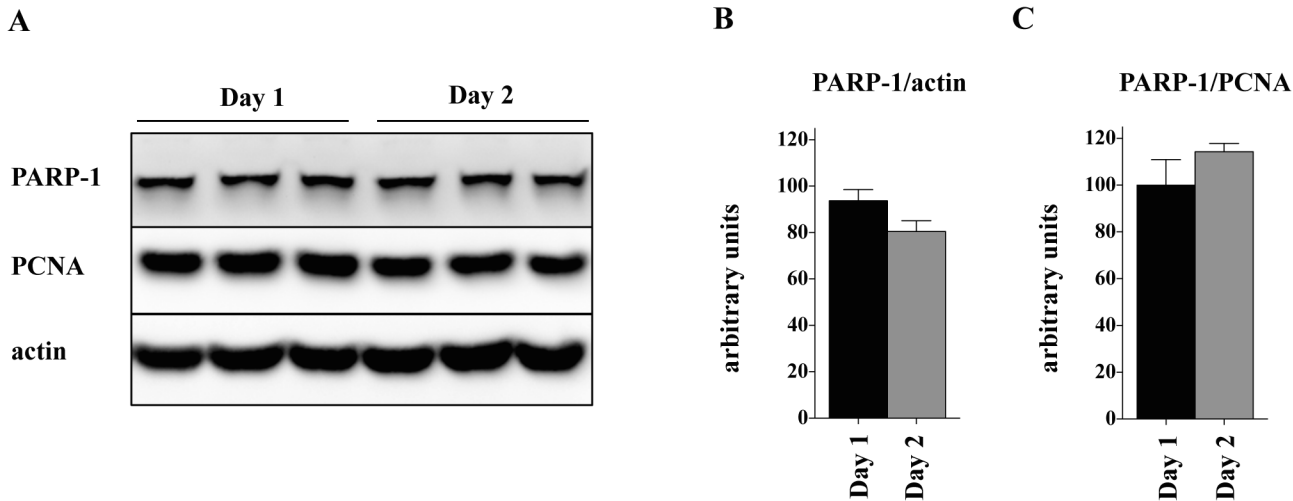 A
Day 1
Day 2
PARP-1
PCNA
actin
B
PARP-1/actin
arbitrary units
120
100
80
60
40
20
0
Day 1
Day 2
C
PARP-1/PCNA
arbitrary units
120
100
80
60
40
20
0
Day 1
Day 2